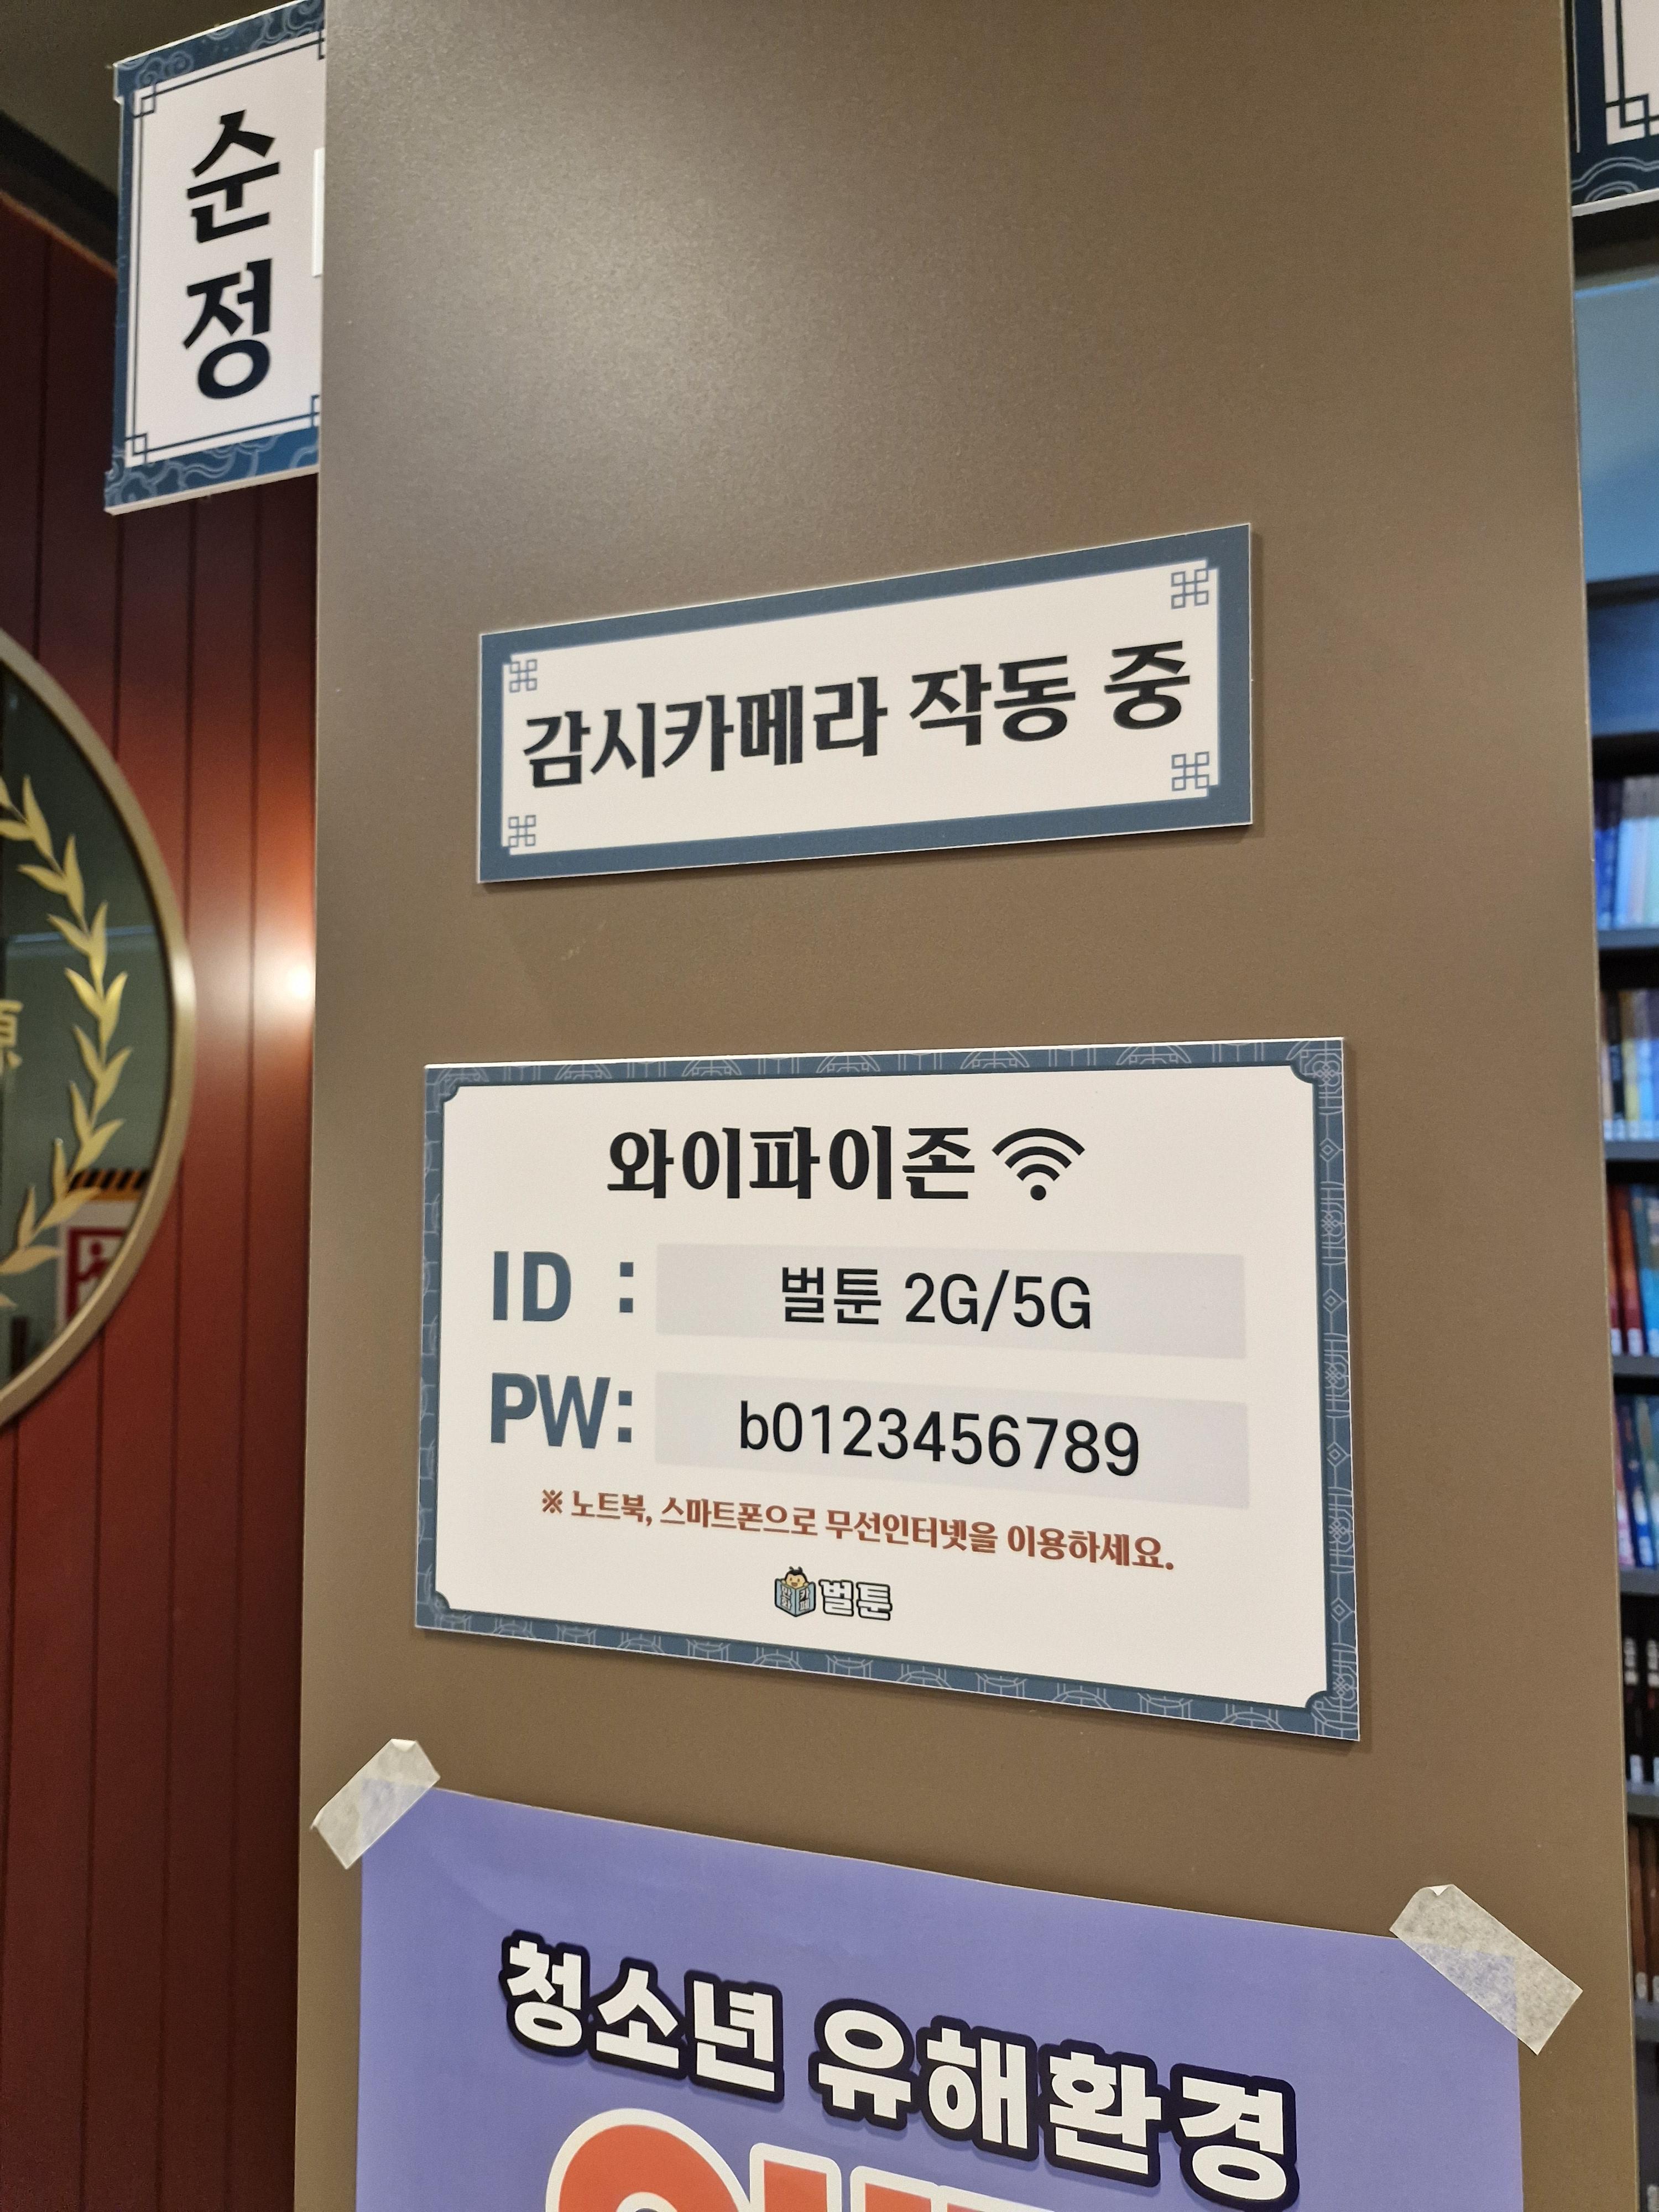 순정
감시카메라 작동 중
와이파이존
ID : 벌툰 2G/5G
PW: b0123456789
※ 노트북, 스마트폰으로 무선인터넷을 이용하세요.
벌툰
청소년 유해환경